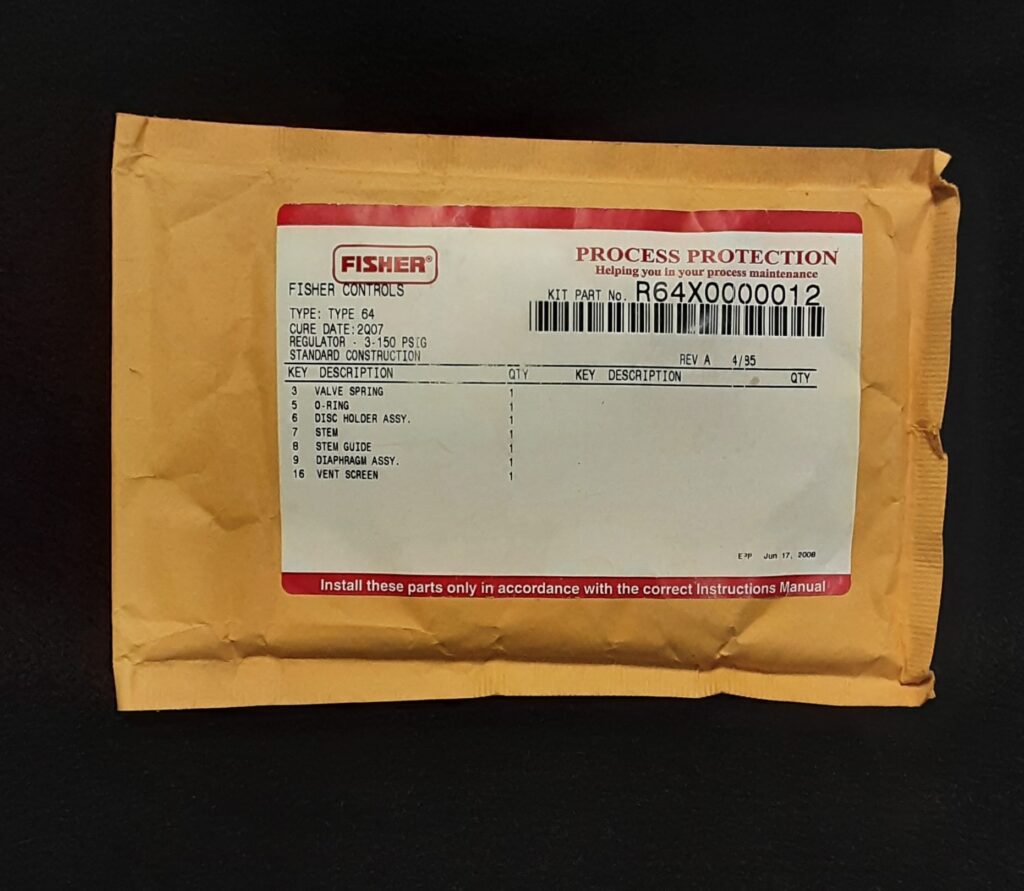 FISHER®
PROCESS PROTECTION
Helping you in your process maintenance
FISHER CONTROLS
KIT PART No. R64X0000012
TYPE: TYPE 64
CURE DATE:2Q07
REGULATOR - 3-150 PSIG
STANDARD CONSTRUCTION
REV A 4/95
KEY DESCRIPTION QTY KEY DESCRIPTION QTY
3 VALVE SPRING 1
5 O-RING 1
6 DISC HOLDER ASSY. 1
7 STEM 1
8 STEM GUIDE 1
9 DIAPHRAGM ASSY. 1
16 VENT SCREEN 1
Jun 17, 2008
Install these parts only in accordance with the correct Instructions Manual